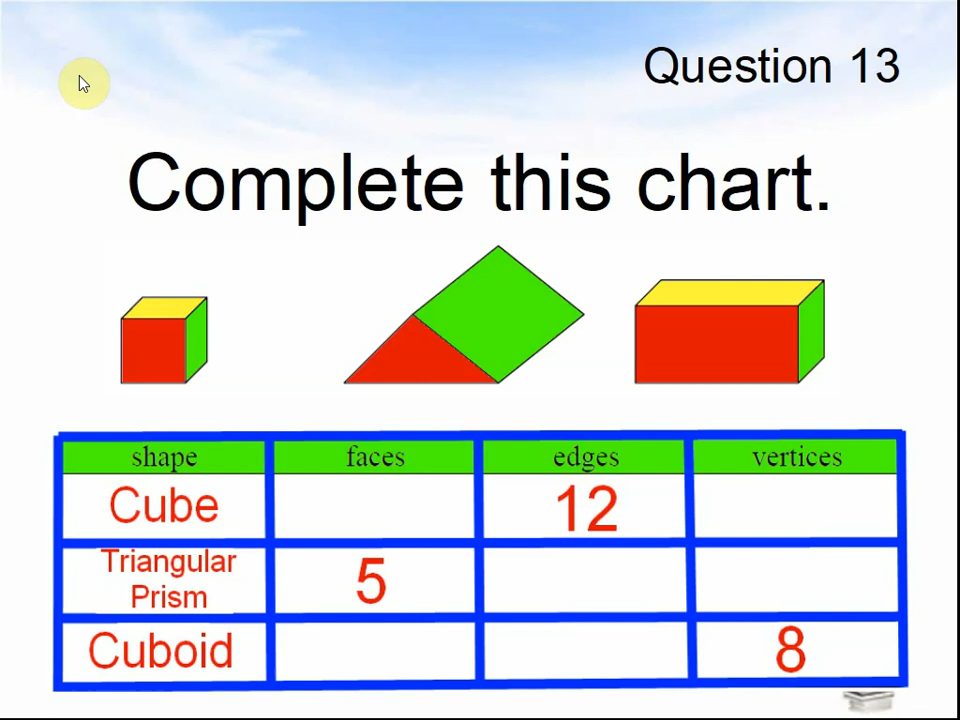 Question 13
Complete this chart.
shape faces edges vertices
Cube 12
Triangular
Prism 5
Cuboid 8